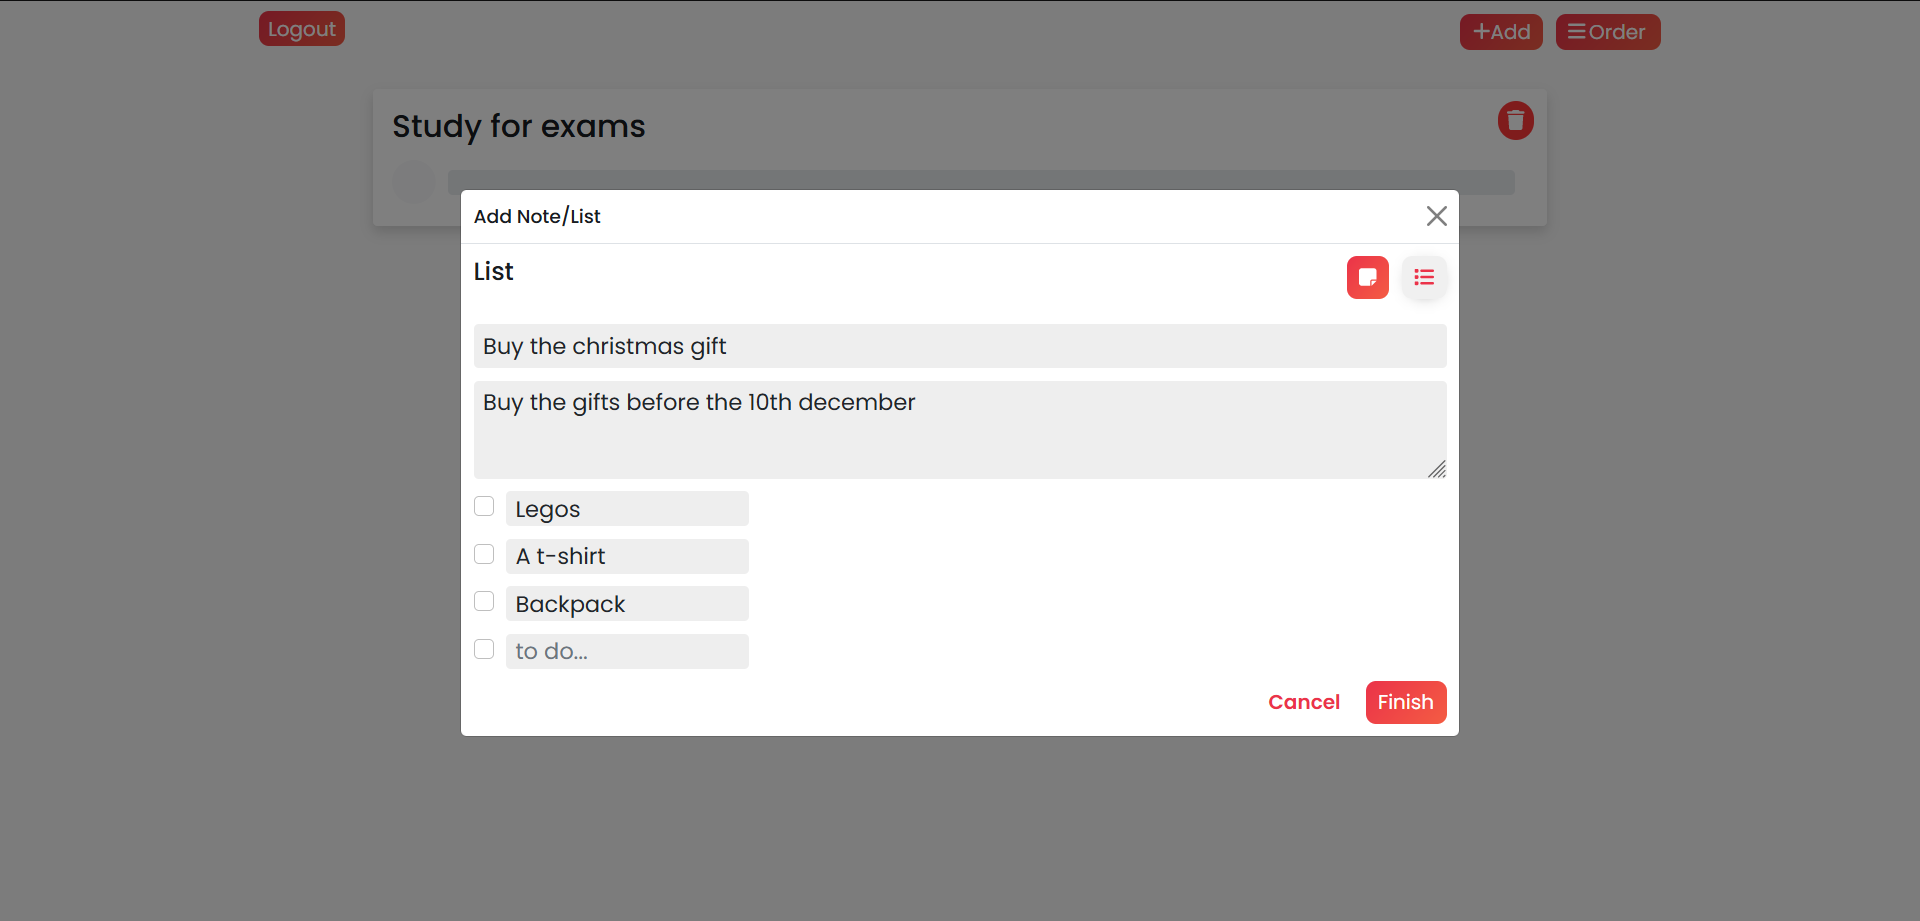 Logout
Add
Order
Study for exams
Add Note/List
List
Buy the christmas gift
Buy the gifts before the 10th december
Legos
A t-shirt
Backpack
to do...
Cancel
Finish